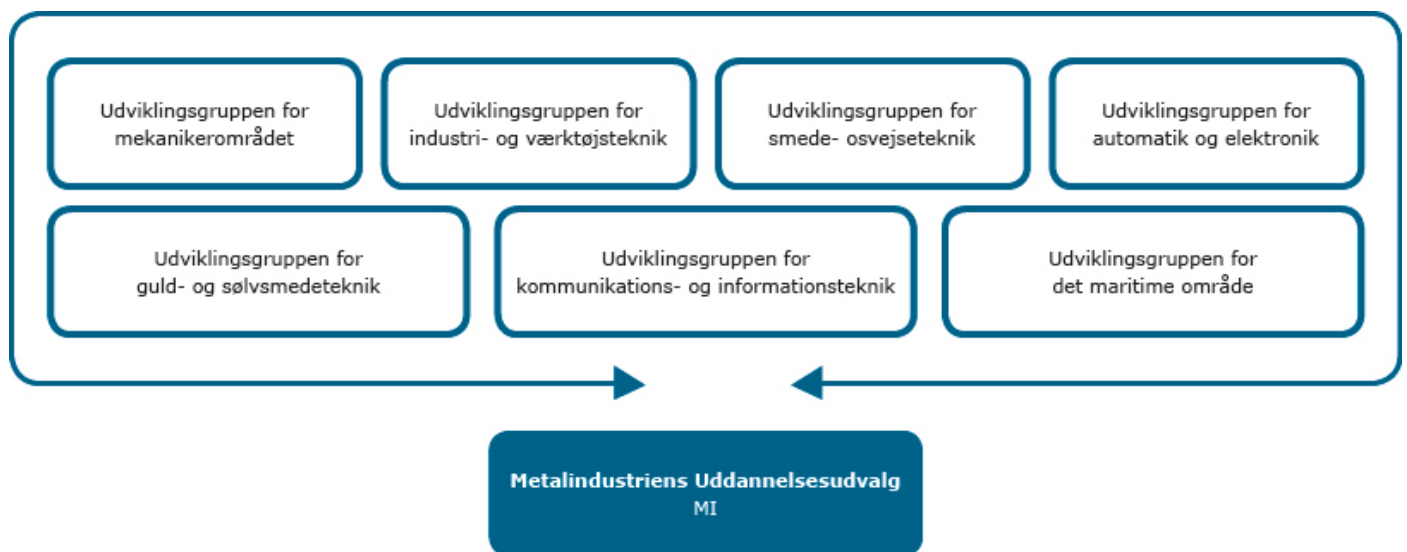 Udviklingsgruppen for
mekanikerområdet
Udviklingsgruppen for
industri- og værktøjsteknik
Udviklingsgruppen for
smede- osvejseteknik
Udviklingsgruppen for
automatik og elektronik
Udviklingsgruppen for
guld- og sølvsmedeteknik
Udviklingsgruppen for
kommunikations- og informationsteknik
Udviklingsgruppen for
det maritime område
Metalindustriens Uddannelsesudvalg
MI